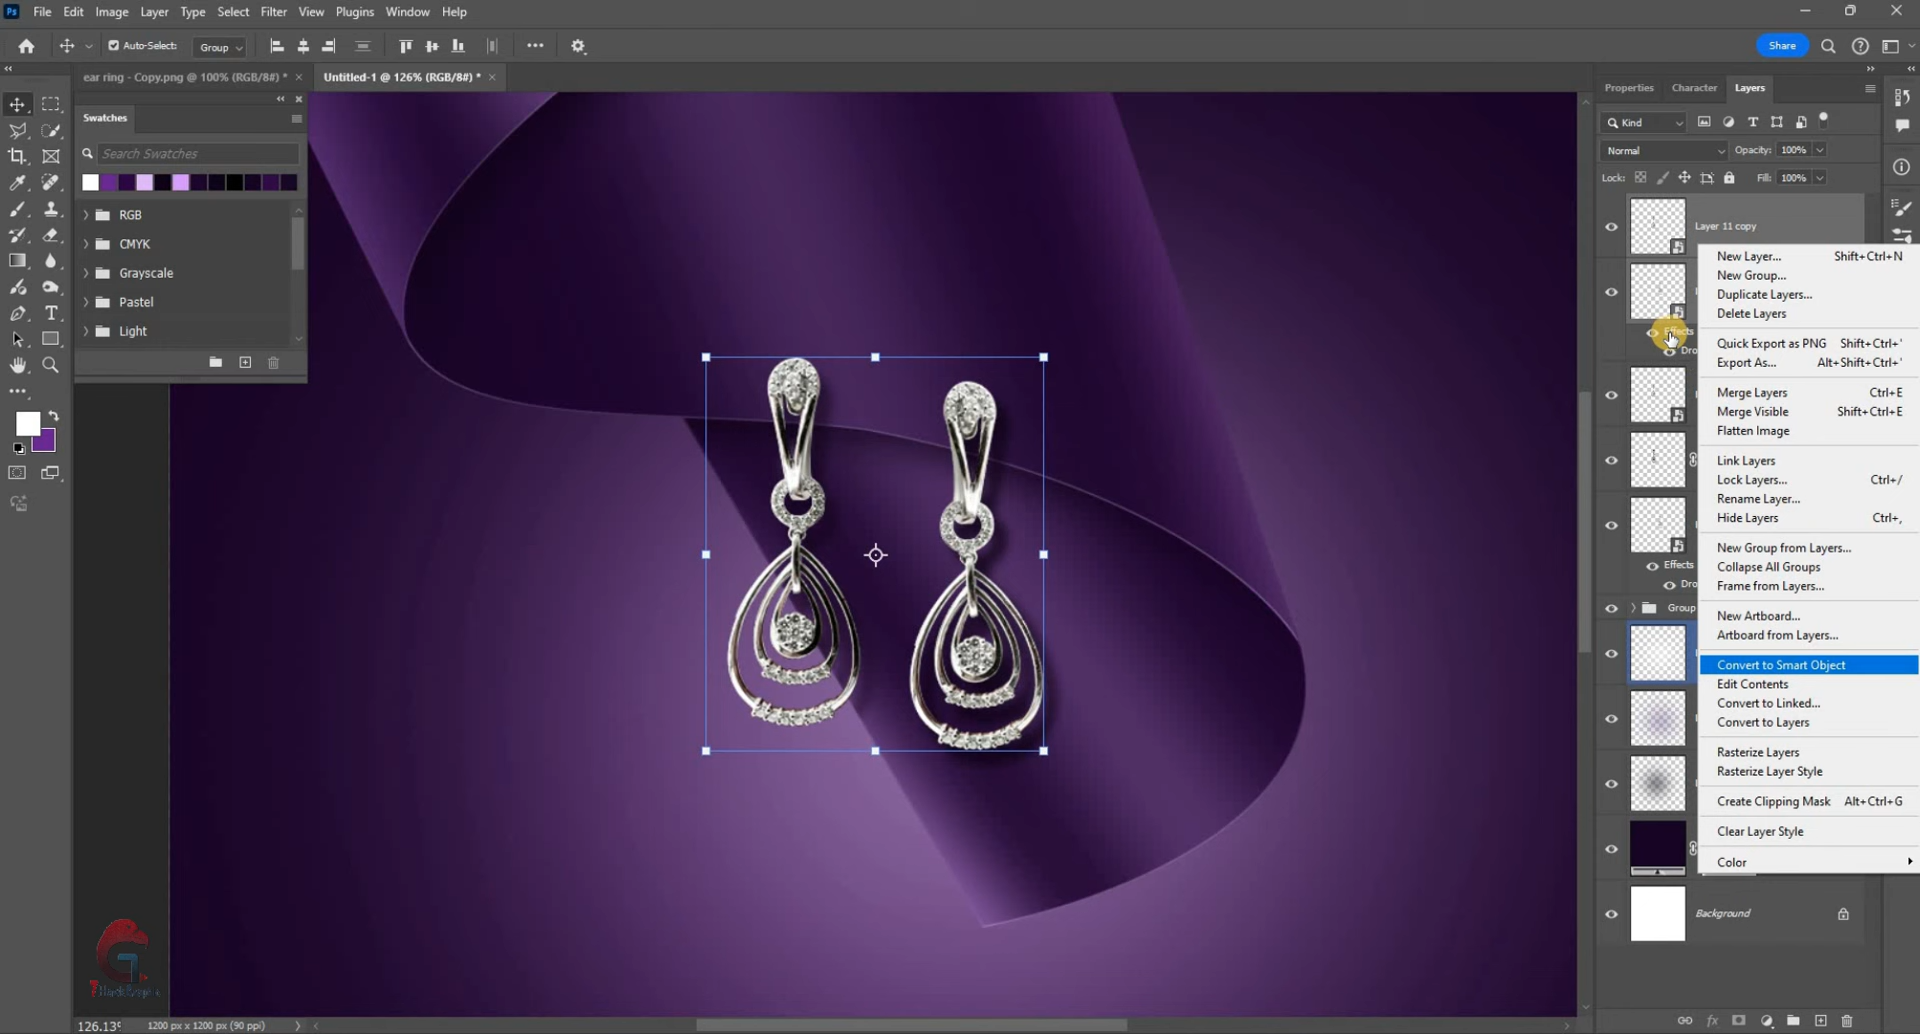 Ps File Edit Image Layer Type Select Filter View Plugins Window Help
Auto-Select: Group Share
ear ring - Copy.png @ 100% (RGB/8#) * × Untitled-1 @ 126% (RGB/8#) * ×
Swatches
Search Swatches
RGB
CMYK
Grayscale
Pastel
Light
Properties Character Layers
Kind
Normal Opacity: 100%
Lock: Fill: 100%
Layer 11 copy
Effects
Dro
Effects
Dro
Group
Background
New Layer... Shift+Ctrl+N
New Group...
Duplicate Layers...
Delete Layers
Quick Export as PNG Shift+Ctrl+'
Export As... Alt+Shift+Ctrl+'
Merge Layers Ctrl+E
Merge Visible Shift+Ctrl+E
Flatten Image
Link Layers
Lock Layers... Ctrl+/
Rename Layer...
Hide Layers Ctrl+,
New Group from Layers...
Collapse All Groups
Frame from Layers...
New Artboard...
Artboard from Layers...
Convert to Smart Object
Edit Contents
Convert to Linked...
Convert to Layers
Rasterize Layers
Rasterize Layer Style
Create Clipping Mask Alt+Ctrl+G
Clear Layer Style
Color
126.13% 1200 px x 1200 px (90 ppi)